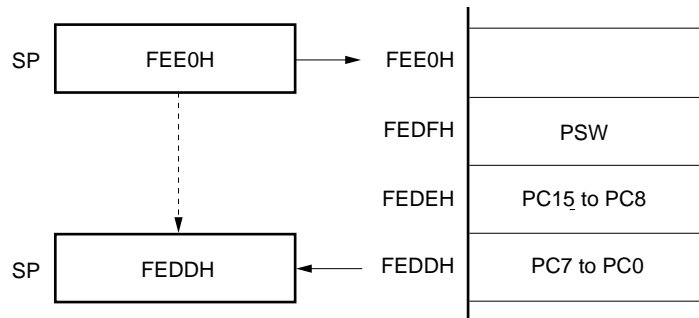 SP FEE0H FEE0H
FEDFH PSW
FEDEH PC15 to PC8
SP FEDDH FEDDH PC7 to PC0